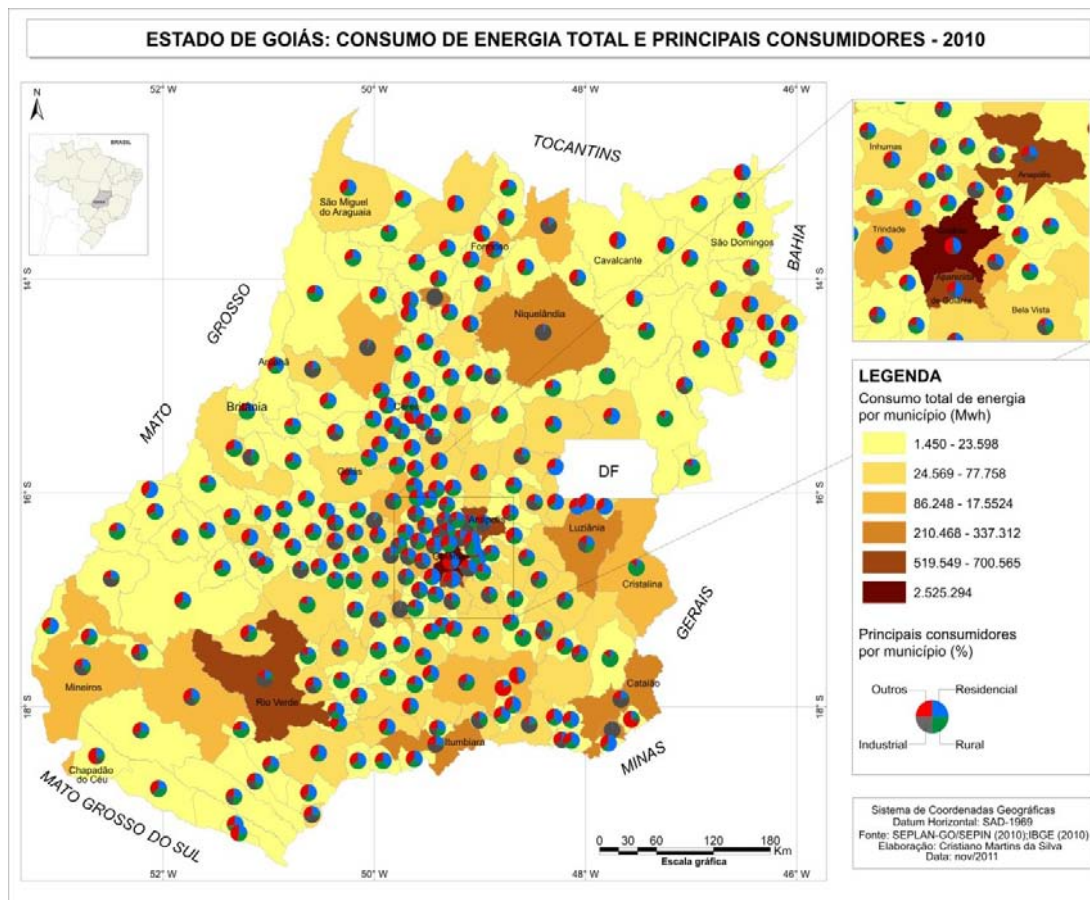 ESTADO DE GOIÁS: CONSUMO DE ENERGIA TOTAL E PRINCIPAIS CONSUMIDORES - 2010
52° W
50° W
48° W
46° W
N
BRASIL
TOCANTINS
BAHIA
São Miguel
do Araguaia
Formoso
Cavalcante
São Domingos
14° S
14° S
GROSSO
Niquelândia
Aruanã
MATO
Britânia
Ceres
Goiás
DF
16° S
16° S
Anápolis
Luziânia
Cristalina
GERAIS
Mineiros
Rio Verde
Catalão
18° S
18° S
Itumbiara
MINAS
Chapadão
do Céu
MATO GROSSO DO SUL
0 30 60 120 180
Km
Escala gráfica
52° W
50° W
48° W
46° W
Inhumas
Anápolis
Trindade
Goiânia
Aparecida
de Goiânia
Bela Vista
LEGENDA
Consumo total de energia
por município (Mwh)
1.450 - 23.598
24.569 - 77.758
86.248 - 17.5524
210.468 - 337.312
519.549 - 700.565
2.525.294
Principais consumidores
por município (%)
Outros
Residencial
Industrial
Rural
Sistema de Coordenadas Geográficas
Datum Horizontal: SAD-1969
Fonte: SEPLAN-GO/SEPIN (2010);IBGE (2010)
Elaboração: Cristiano Martins da Silva
Data: nov/2011